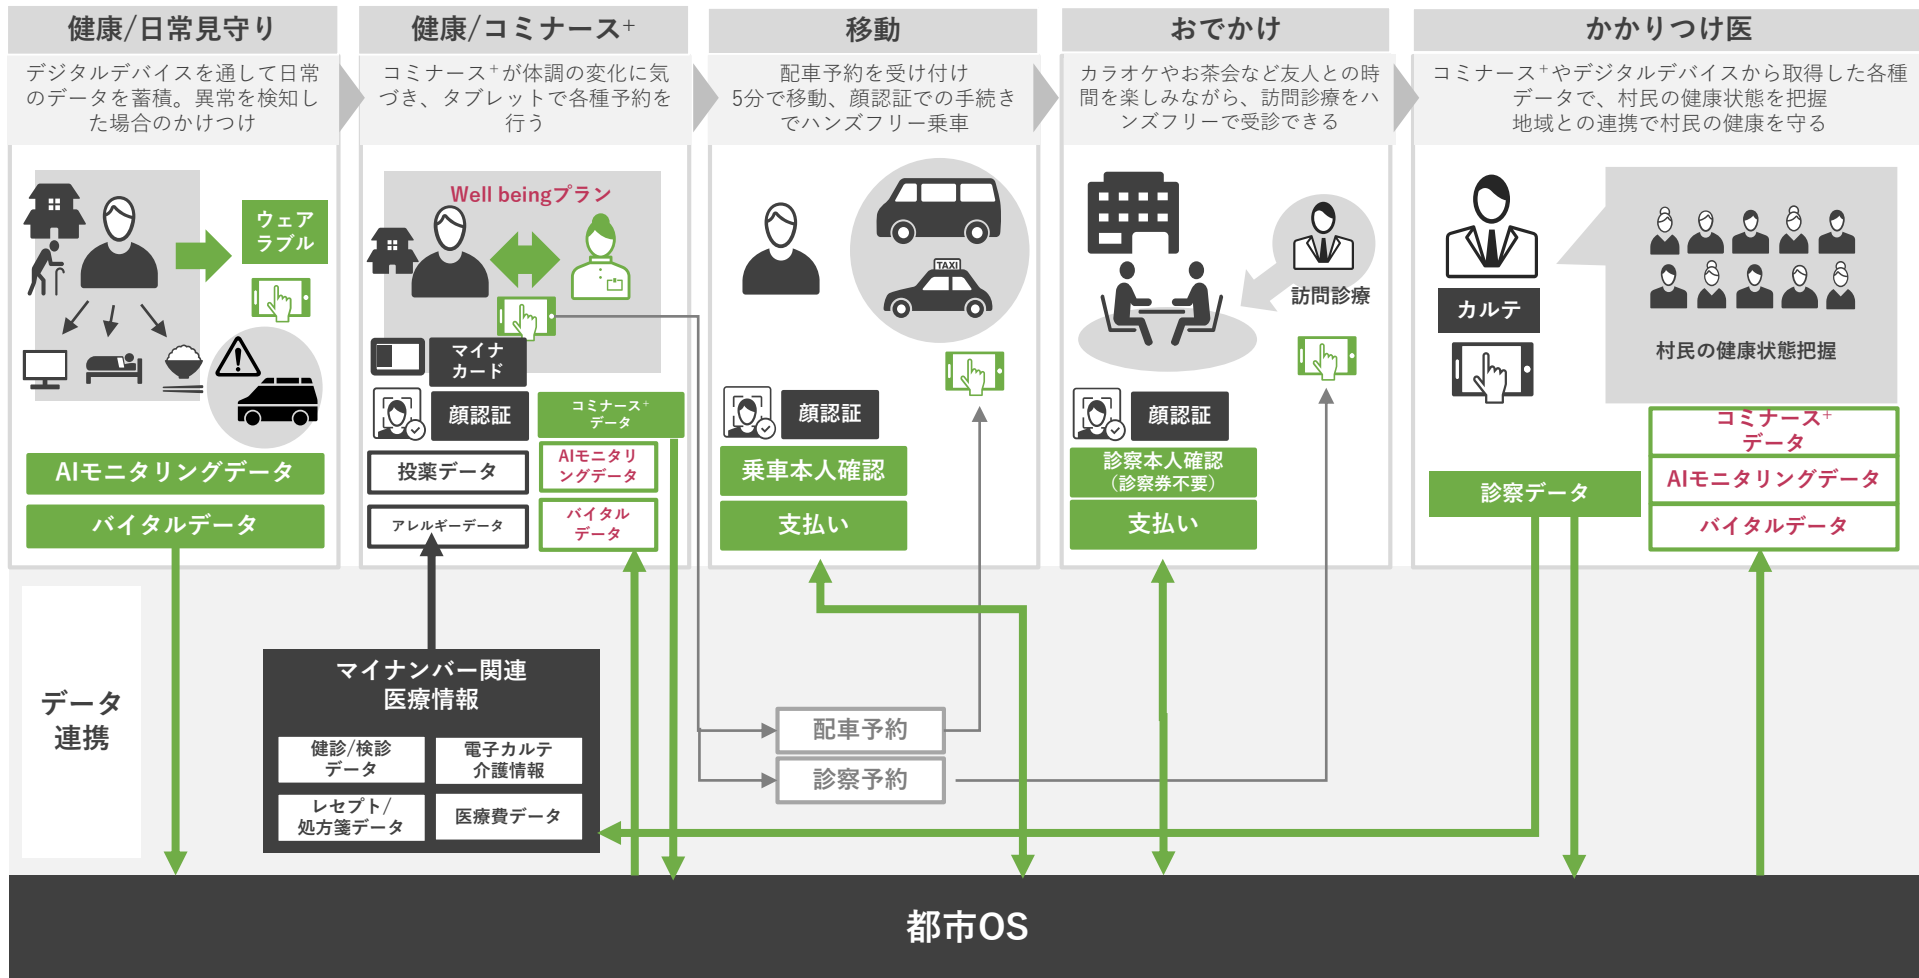 健康/日常見守り
デジタルデバイスを通して日常
のデータを蓄積。異常を検知し
た場合のかけつけ
ウェア
ラブル
AIモニタリングデータ
バイタルデータ
健康/コミナース⁺
コミナース⁺が体調の変化に気
づき、タブレットで各種予約を
行う
Well beingプラン
マイナ
カード
顔認証
投薬データ
アレルギーデータ
コミナース⁺
データ
AIモニタリ
ングデータ
バイタル
データ
移動
配車予約を受け付け
5分で移動、顔認証での手続き
でハンズフリー乗車
TAXI
顔認証
乗車本人確認
支払い
おでかけ
カラオケやお茶会など友人との時
間を楽しみながら、訪問診療をハ
ンズフリーで受診できる
訪問診療
顔認証
診察本人確認
（診察券不要）
支払い
かかりつけ医
コミナース⁺やデジタルデバイスから取得した各種
データで、村民の健康状態を把握
地域との連携で村民の健康を守る
カルテ
村民の健康状態把握
診察データ
コミナース⁺
データ
AIモニタリングデータ
バイタルデータ
データ
連携
マイナンバー関連
医療情報
健診/検診
データ
電子カルテ
介護情報
レセプト/
処方箋データ
医療費データ
配車予約
診察予約
都市OS